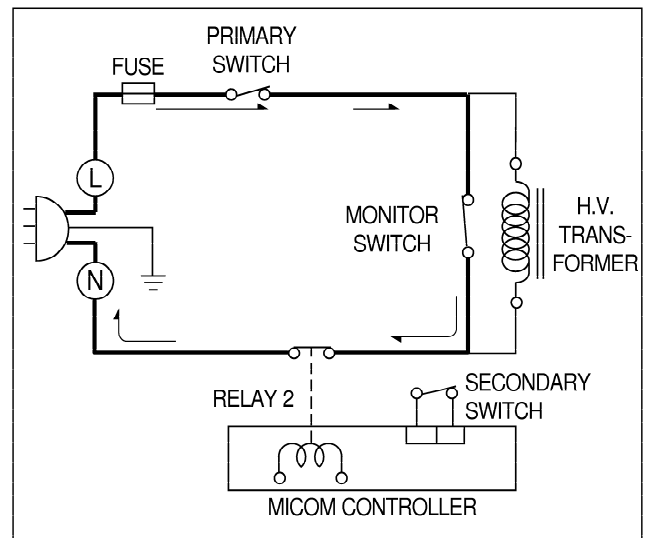 PRIMARY
SWITCH
FUSE
L
MONITOR
SWITCH
H.V.
TRANS-
FORMER
N
RELAY 2
SECONDARY
SWITCH
MICOM CONTROLLER